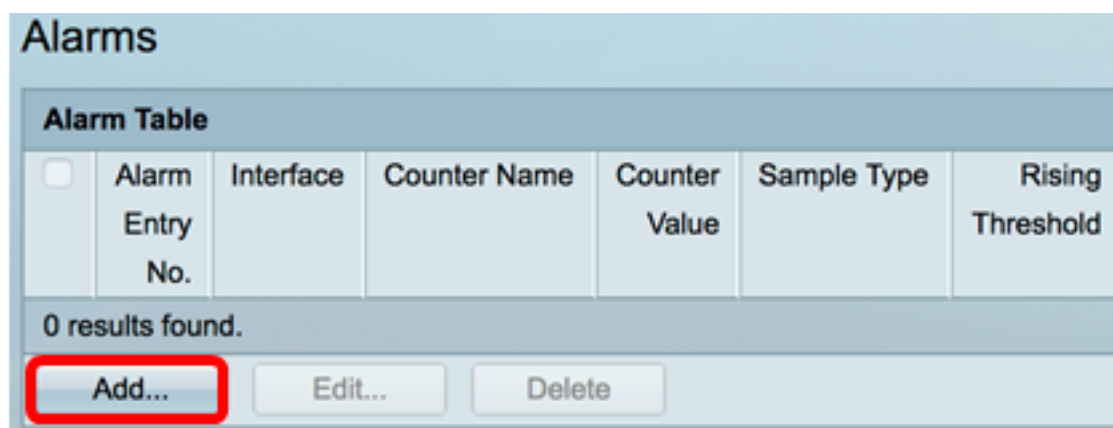 Alarms
Alarm Table
Alarm Entry No.
Interface
Counter Name
Counter Value
Sample Type
Rising Threshold
0 results found.
Add...
Edit...
Delete